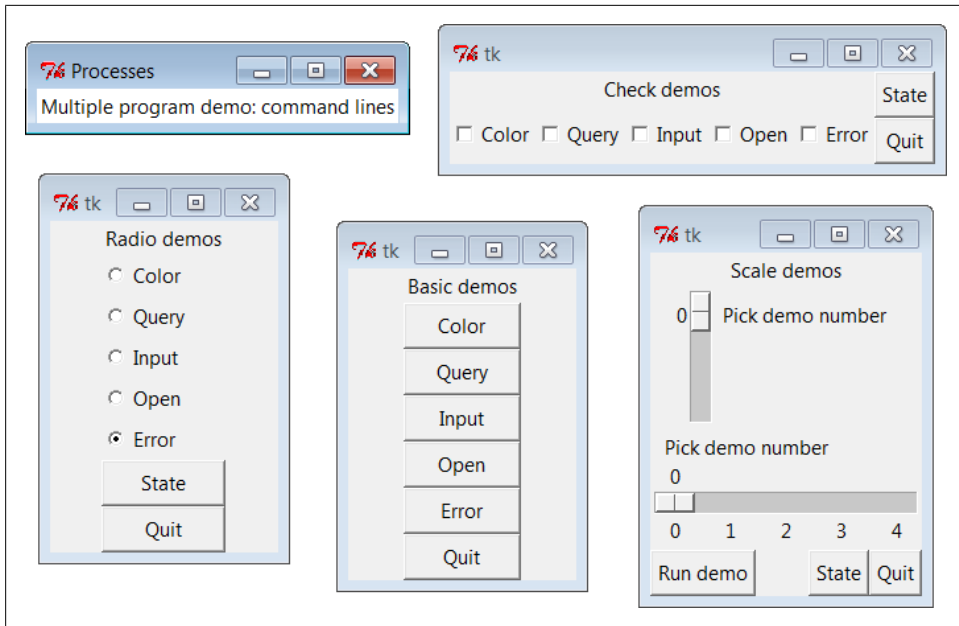 Processes
Multiple program demo: command lines
tk
Check demos
Color Query Input Open Error
State
Quit
tk
Radio demos
Color
Query
Input
Open
Error
State
Quit
tk
Basic demos
Color
Query
Input
Open
Error
Quit
tk
Scale demos
0 Pick demo number
Pick demo number
0
0 1 2 3 4
Run demo State Quit